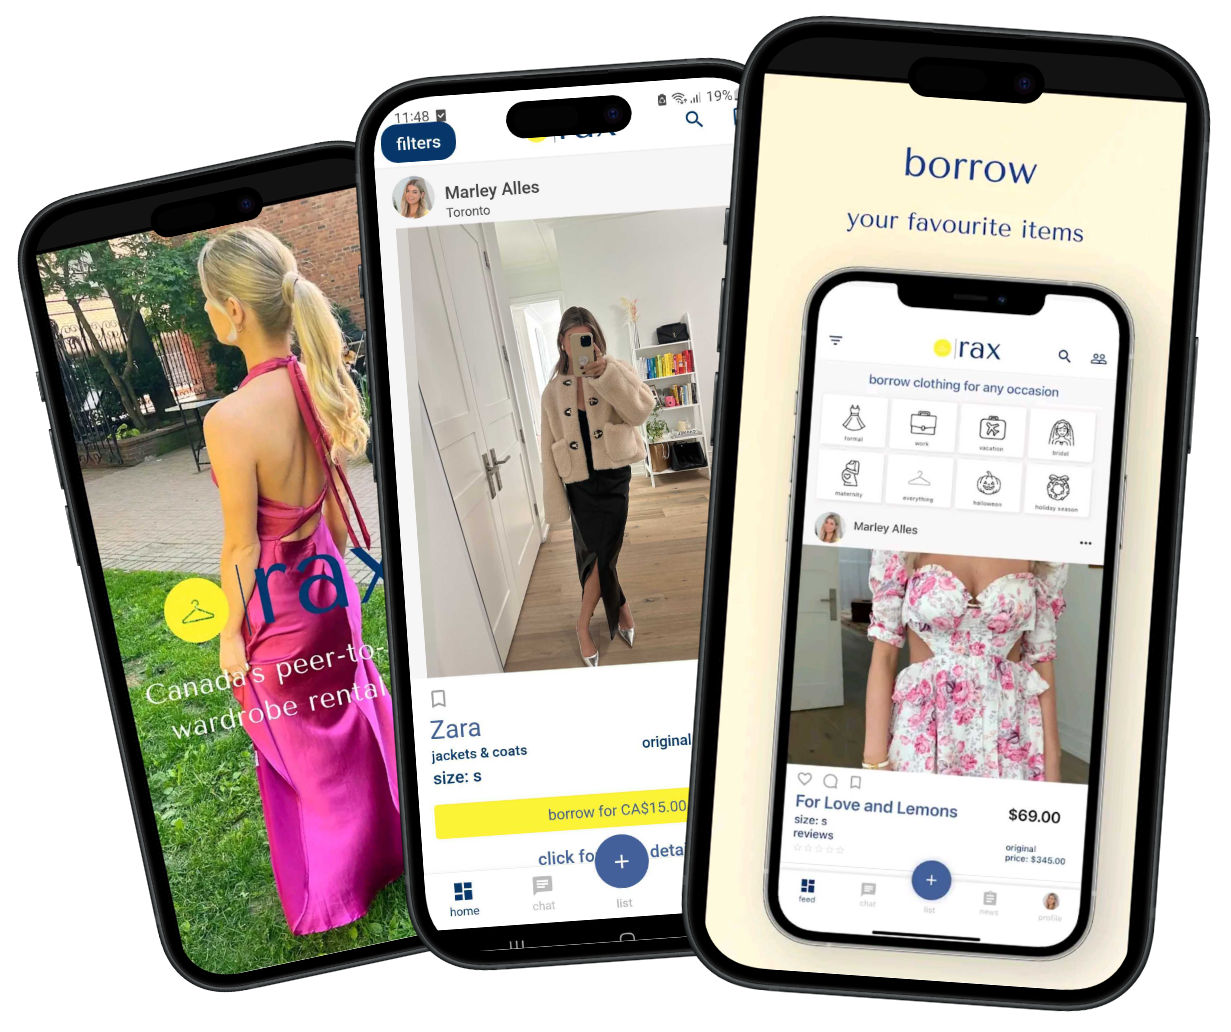 rax
Canada's peer-to-
wardrobe rental
11:48
19%
filters
rax
Marley Alles
Toronto
Zara
jackets & coats
original
size: s
borrow for CA$15.00
click fo detai
home
chat
list
borrow
your favourite items
rax
borrow clothing for any occasion
formal
work
vacation
bridal
maternity
everything
halloween
holiday season
Marley Alles
For Love and Lemons
$69.00
size: s
reviews
original
price: $345.00
feed
chat
list
news
profile